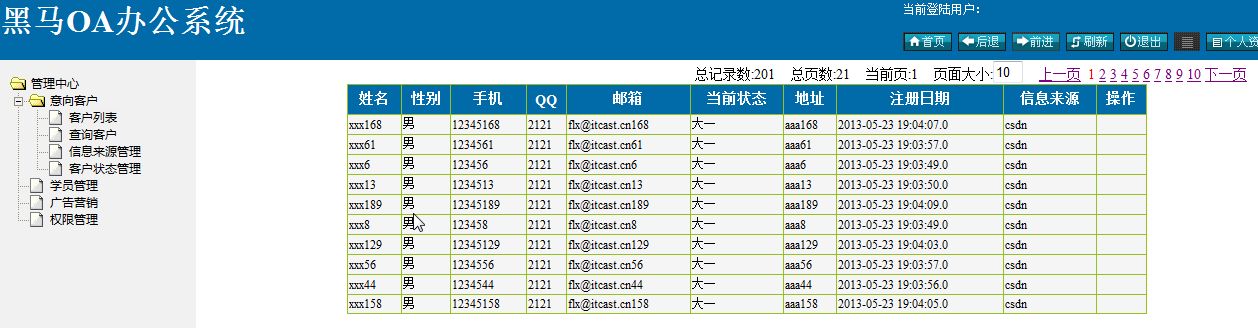 黑马OA办公系统
当前登陆用户：
首页 后退 前进 刷新 退出 个人资
管理中心
意向客户
客户列表
查询客户
信息来源管理
客户状态管理
学员管理
广告营销
权限管理
总记录数:201 总页数:21 当前页:1 页面大小:10 上一页 1 2 3 4 5 6 7 8 9 10 下一页
姓名 性别 手机 QQ 邮箱 当前状态 地址 注册日期 信息来源 操作
xxx168 男 12345168 2121 flx@itcast.cn168 大一 aaa168 2013-05-23 19:04:07.0 csdn
xxx61 男 1234561 2121 flx@itcast.cn61 大一 aaa61 2013-05-23 19:03:57.0 csdn
xxx6 男 123456 2121 flx@itcast.cn6 大一 aaa6 2013-05-23 19:03:49.0 csdn
xxx13 男 1234513 2121 flx@itcast.cn13 大一 aaa13 2013-05-23 19:03:50.0 csdn
xxx189 男 12345189 2121 flx@itcast.cn189 大一 aaa189 2013-05-23 19:04:09.0 csdn
xxx8 男 123458 2121 flx@itcast.cn8 大一 aaa8 2013-05-23 19:03:49.0 csdn
xxx129 男 12345129 2121 flx@itcast.cn129 大一 aaa129 2013-05-23 19:04:03.0 csdn
xxx56 男 1234556 2121 flx@itcast.cn56 大一 aaa56 2013-05-23 19:03:57.0 csdn
xxx44 男 1234544 2121 flx@itcast.cn44 大一 aaa44 2013-05-23 19:03:56.0 csdn
xxx158 男 12345158 2121 flx@itcast.cn158 大一 aaa158 2013-05-23 19:04:05.0 csdn